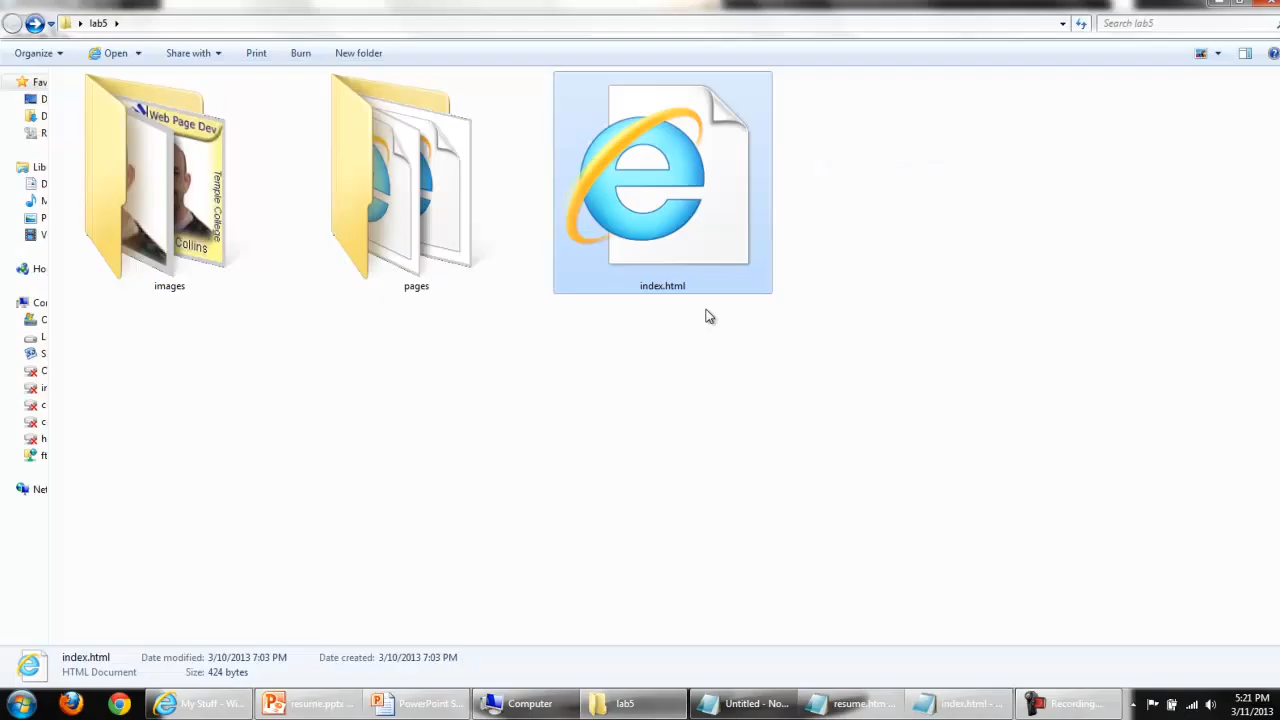 lab5
Search lab5
Organize
Open
Share with
Print
Burn
New folder
Fav
D
D
R
Lib
D
M
P
V
Ho
Co
C
L
S
C
in
c
c
h
ft
Net
Web Page Dev
Temple College
Collins
images
pages
index.html
index.html
Date modified: 3/10/2013 7:03 PM
Date created: 3/10/2013 7:03 PM
HTML Document
Size: 424 bytes
My Stuff - Wi...
resume.pptx ...
PowerPoint S...
Computer
lab5
Untitled - No...
resume.htm ...
index.html - ...
Recording...
5:21 PM
3/11/2013